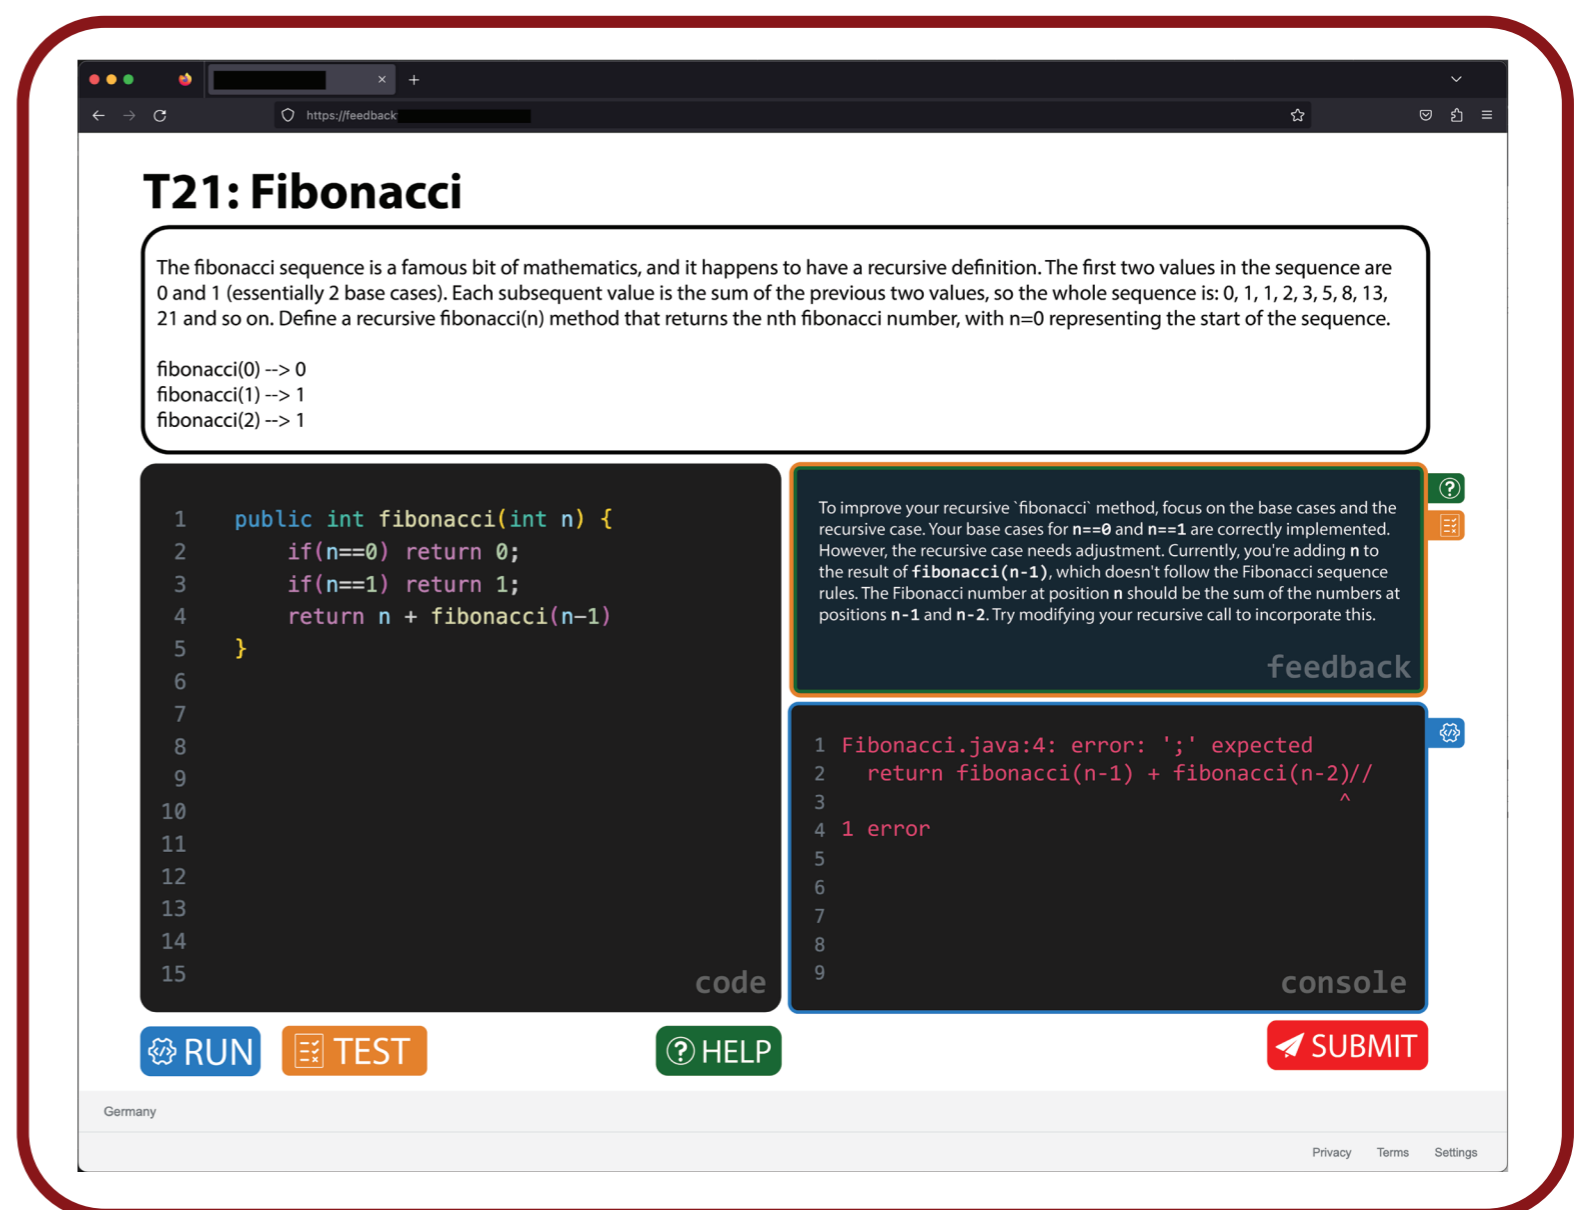 https://feedback
T21: Fibonacci
The fibonacci sequence is a famous bit of mathematics, and it happens to have a recursive definition. The first two values in the sequence are
0 and 1 (essentially 2 base cases). Each subsequent value is the sum of the previous two values, so the whole sequence is: 0, 1, 1, 2, 3, 5, 8, 13,
21 and so on. Define a recursive fibonacci(n) method that returns the nth fibonacci number, with n=0 representing the start of the sequence.
fibonacci(0) --> 0
fibonacci(1) --> 1
fibonacci(2) --> 1
1 public int fibonacci(int n) {
2 if(n==0) return 0;
3 if(n==1) return 1;
4 return n + fibonacci(n-1)
5 }
6
7
8
9
10
11
12
13
14
15
code
To improve your recursive `fibonacci` method, focus on the base cases and the
recursive case. Your base cases for n==0 and n==1 are correctly implemented.
However, the recursive case needs adjustment. Currently, you're adding n to
the result of fibonacci(n-1), which doesn't follow the Fibonacci sequence
rules. The Fibonacci number at position n should be the sum of the numbers at
positions n-1 and n-2. Try modifying your recursive call to incorporate this.
feedback
1 Fibonacci.java:4: error: ';' expected
2 return fibonacci(n-1) + fibonacci(n-2)//
3 ^
4 1 error
5
6
7
8
9
console
RUN
TEST
HELP
SUBMIT
Germany
Privacy Terms Settings